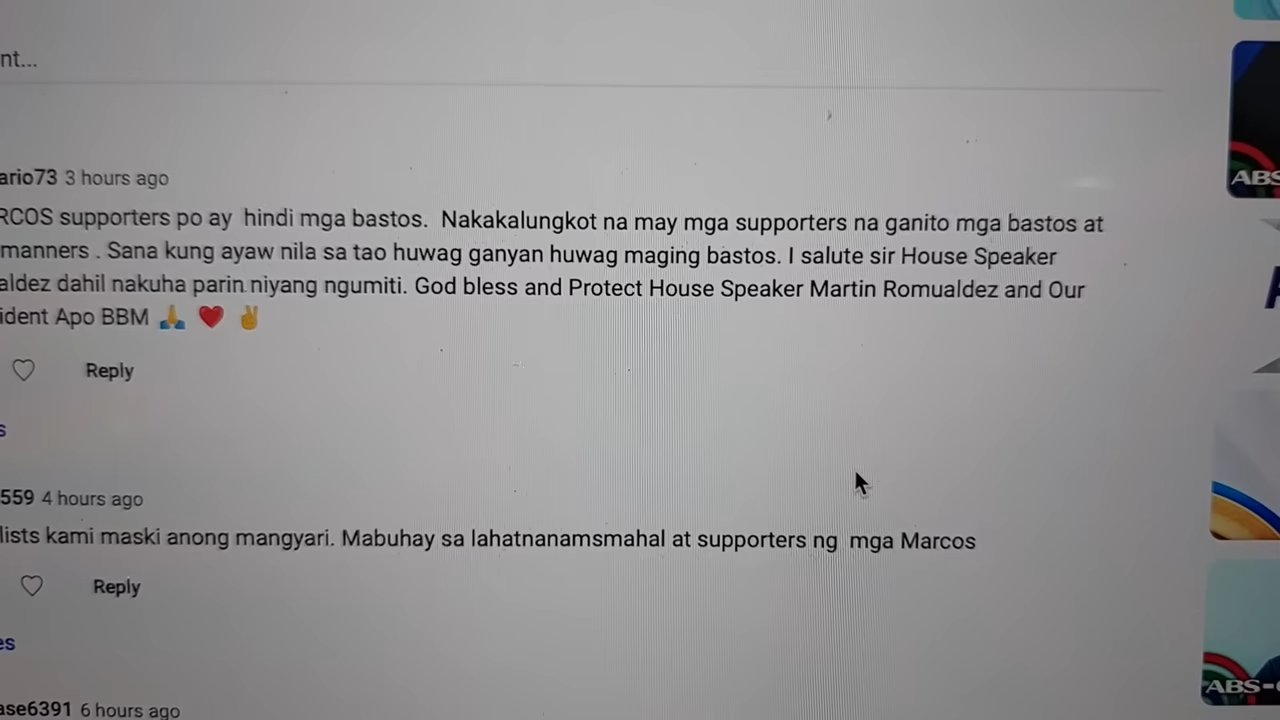 nt...
ario73 3 hours ago
RCOS supporters po ay hindi mga bastos. Nakakalungkot na may mga supporters na ganito mga bastos at
manners . Sana kung ayaw nila sa tao huwag ganyan huwag maging bastos. I salute sir House Speaker
aldez dahil nakuha parin niyang ngumiti. God bless and Protect House Speaker Martin Romualdez and Our
ident Apo BBM 🙏 ❤️ ✌️
Reply
s
559 4 hours ago
lists kami maski anong mangyari. Mabuhay sa lahatnanamsmahal at supporters ng mga Marcos
Reply
es
ase6391 6 hours ago
ABS
ABS-